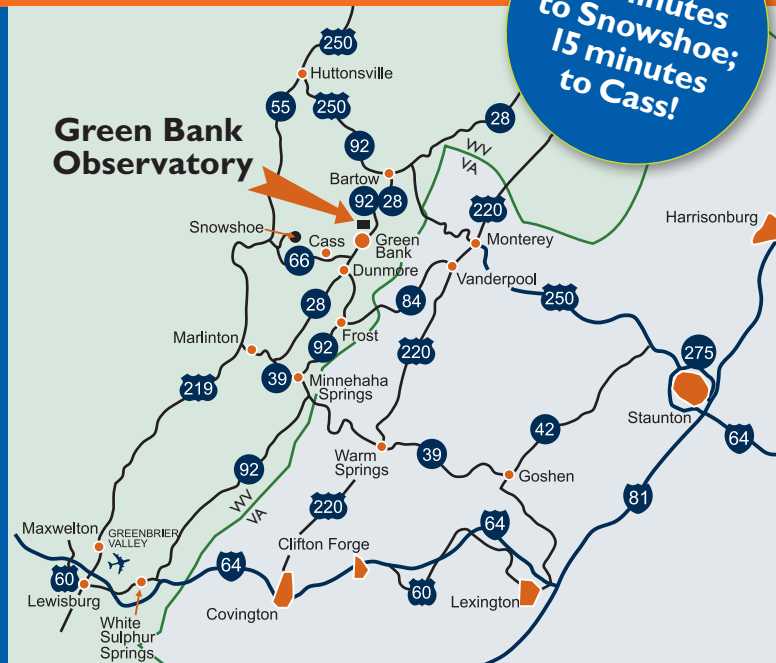 minutes
to Snowshoe;
15 minutes
to Cass!
250
Huttonsville
55
250
28
Green Bank
Observatory
92
WV
VA
Bartow
92
28
220
Harrisonburg
Snowshoe
Cass
Green
Bank
Monterey
66
Dunmore
Vanderpool
28
84
250
Marlinton
Frost
92
220
275
39
Minnehaha
Springs
219
Staunton
42
64
Warm
Springs
39
92
Goshen
WV
VA
81
220
Maxwelton
GREENBRIER
VALLEY
64
Clifton Forge
60
64
60
Lewisburg
Covington
Lexington
White
Sulphur
Springs